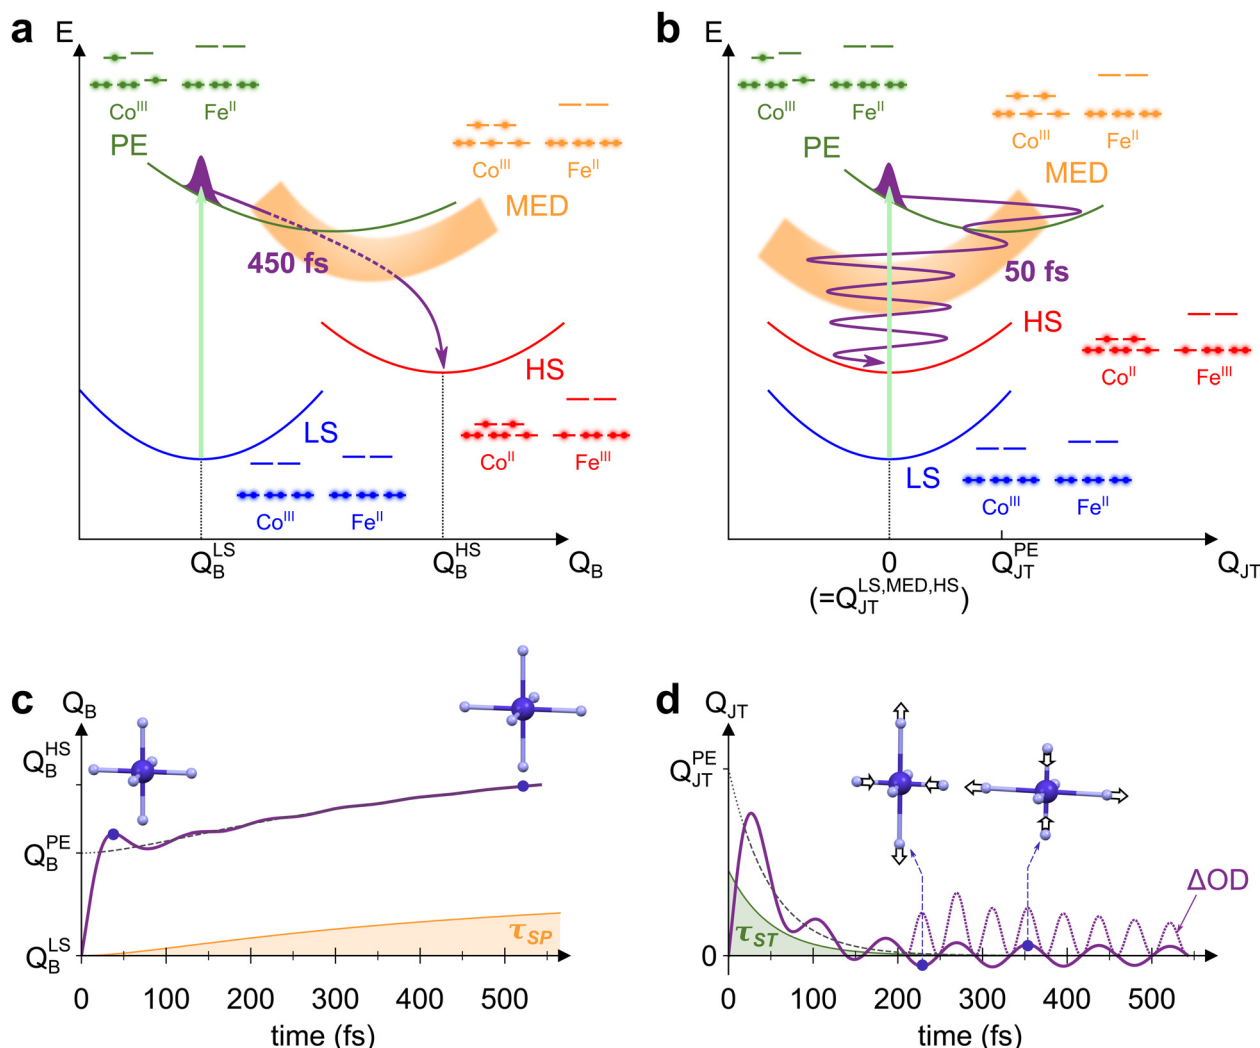 a
E
Co^III Fe^II
PE
Co^III Fe^II
MED
450 fs
HS
LS
Co^II Fe^III
Co^III Fe^II
Q_B^LS Q_B^HS Q_B
b
E
Co^III Fe^II
PE
Co^III Fe^II
MED
50 fs
HS
Co^II Fe^III
LS
Co^III Fe^II
0 Q_JT^PE Q_JT
(=Q_JT^LS,MED,HS)
c
Q_B
Q_B^HS
Q_B^PE
Q_B^LS
τ_SP
0 100 200 300 400 500
time (fs)
d
Q_JT
Q_JT^PE
ΔOD
τ_ST
0
0 100 200 300 400 500
time (fs)